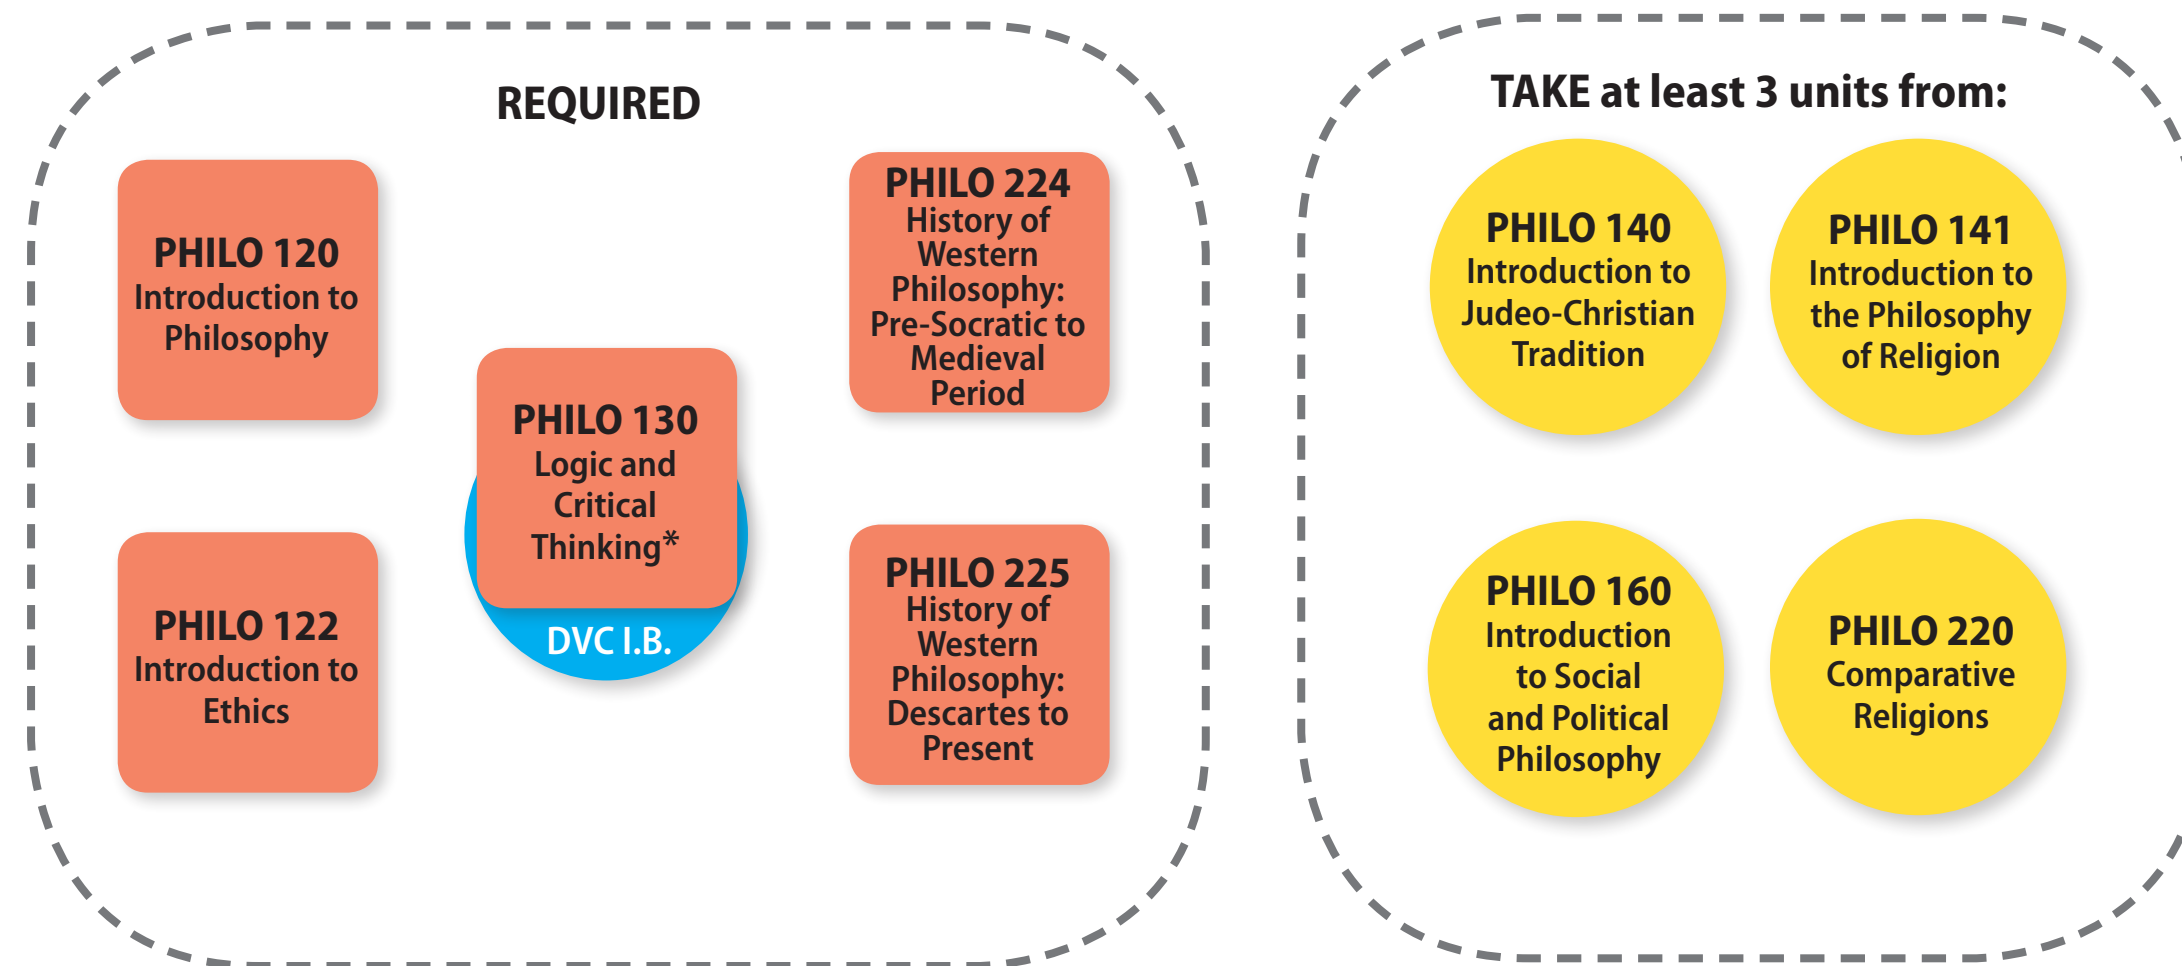 REQUIRED
PHILO 120
Introduction to
Philosophy
PHILO 122
Introduction to
Ethics
PHILO 130
Logic and
Critical
Thinking*
DVC I.B.
PHILO 224
History of
Western
Philosophy:
Pre-Socratic to
Medieval
Period
PHILO 225
History of
Western
Philosophy:
Descartes to
Present
TAKE at least 3 units from:
PHILO 140
Introduction to
Judeo-Christian
Tradition
PHILO 141
Introduction to
the Philosophy
of Religion
PHILO 160
Introduction
to Social
and Political
Philosophy
PHILO 220
Comparative
Religions